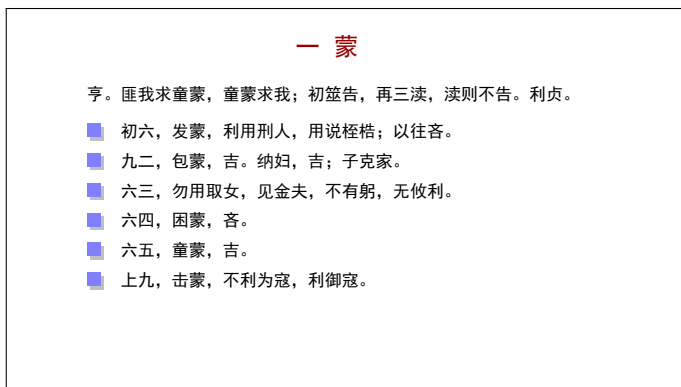 一 蒙
亨。匪我求童蒙，童蒙求我；初筮告，再三渎，渎则不告。利贞。
初六，发蒙，利用刑人，用说桎梏；以往吝。
九二，包蒙，吉。纳妇，吉；子克家。
六三，勿用取女，见金夫，不有躬，无攸利。
六四，困蒙，吝。
六五，童蒙，吉。
上九，击蒙，不利为寇，利御寇。